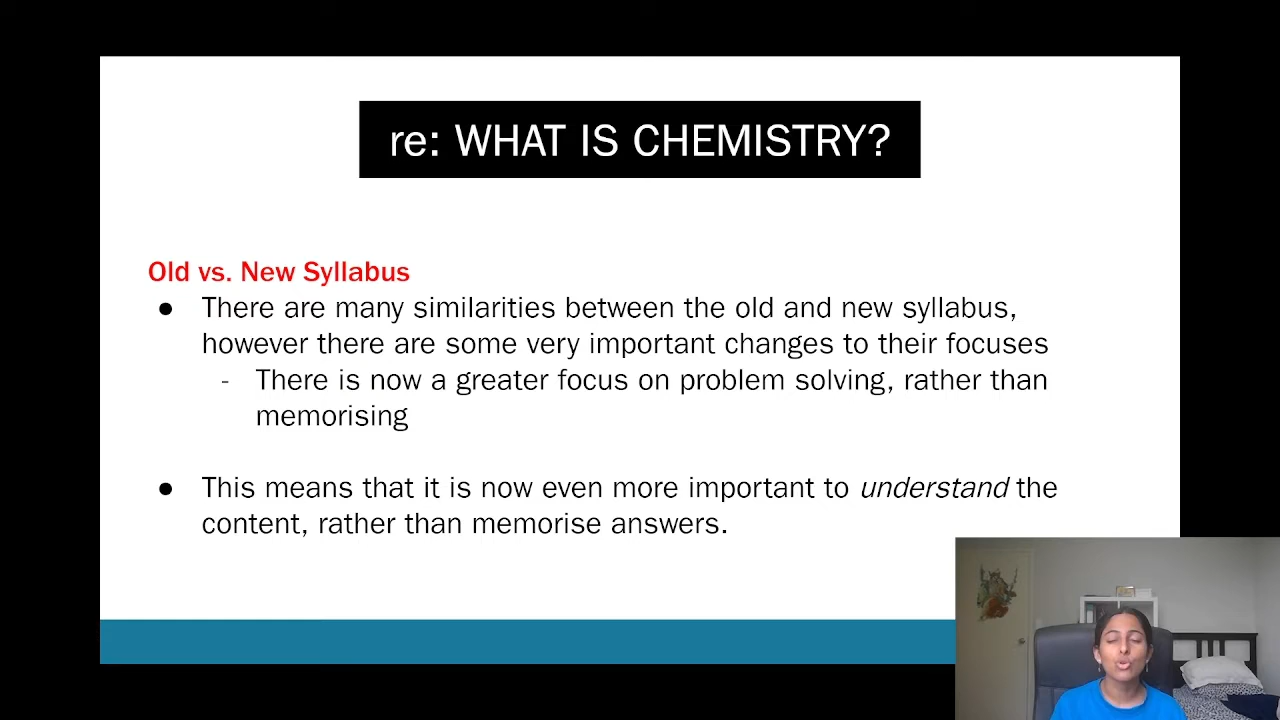 re: WHAT IS CHEMISTRY?
Old vs. New Syllabus
● There are many similarities between the old and new syllabus,
however there are some very important changes to their focuses
- There is now a greater focus on problem solving, rather than
memorising
● This means that it is now even more important to understand the
content, rather than memorise answers.